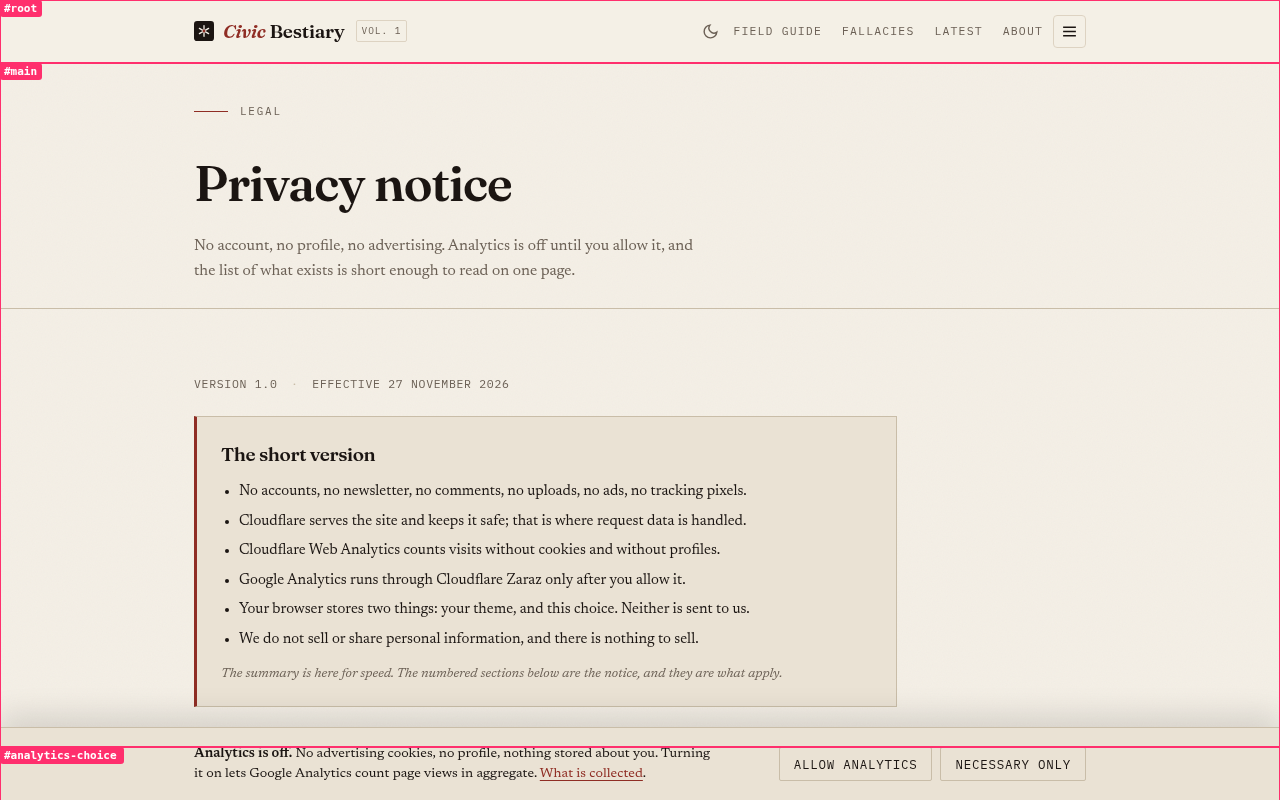 #root
Civic Bestiary VOL. 1 FIELD GUIDE FALLACIES LATEST ABOUT
#main
LEGAL
Privacy notice
No account, no profile, no advertising. Analytics is off until you allow it, and
the list of what exists is short enough to read on one page.
VERSION 1.0 · EFFECTIVE 27 NOVEMBER 2026
The short version
• No accounts, no newsletter, no comments, no uploads, no ads, no tracking pixels.
• Cloudflare serves the site and keeps it safe; that is where request data is handled.
• Cloudflare Web Analytics counts visits without cookies and without profiles.
• Google Analytics runs through Cloudflare Zaraz only after you allow it.
• Your browser stores two things: your theme, and this choice. Neither is sent to us.
• We do not sell or share personal information, and there is nothing to sell.
The summary is here for speed. The numbered sections below are the notice, and they are what apply.
#analytics-choice
Analytics is off. No advertising cookies, no profile, nothing stored about you. Turning
it on lets Google Analytics count page views in aggregate. What is collected.
ALLOW ANALYTICS NECESSARY ONLY